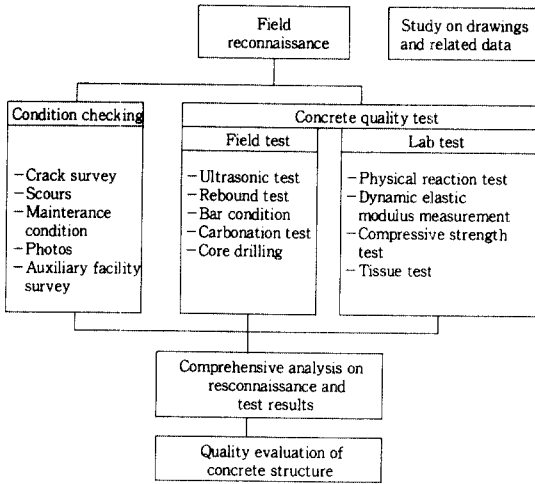 Field
reconnaissance
Study on drawings
and related data
Condition checking
－Crack survey
－Scours
－Mainterance
condition
－Photos
－Auxiliary facility
survey
Concrete quality test
Field test
－Ultrasonic test
－Rebound test
－Bar condition
－Carbonation test
－Core drilling
Lab test
－Physical reaction test
－Dynamic elastic
modulus measurement
－Compressive strength
test
－Tissue test
Comprehensive analysis on
resconnaissance and
test results
Quality evaluation of
concrete structure